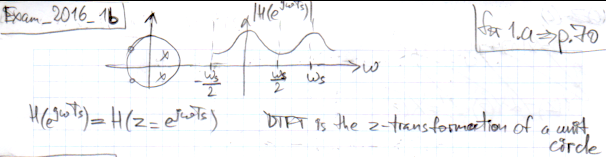 Exam_2016_1b
|H(e^{jωTs})|
for 1.a ⇒ p.70
-ωs/2 ωs/2 ωs ω
H(e^{jωTs}) = H(z = e^{jωTs}) DTFT is the z-transformation of a unit
circle